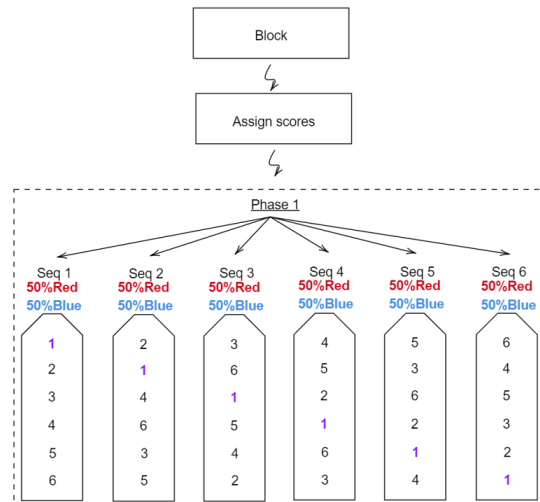 Block
Assign scores
Phase 1
Seq 1 Seq 2 Seq 3 Seq 4 Seq 5 Seq 6
50%Red 50%Red 50%Red 50%Red 50%Red 50%Red
50%Blue 50%Blue 50%Blue 50%Blue 50%Blue 50%Blue
1 2 3 4 5 6
2 1 6 5 3 4
3 4 1 2 6 5
4 6 5 1 2 3
5 3 4 6 1 2
6 5 2 3 4 1